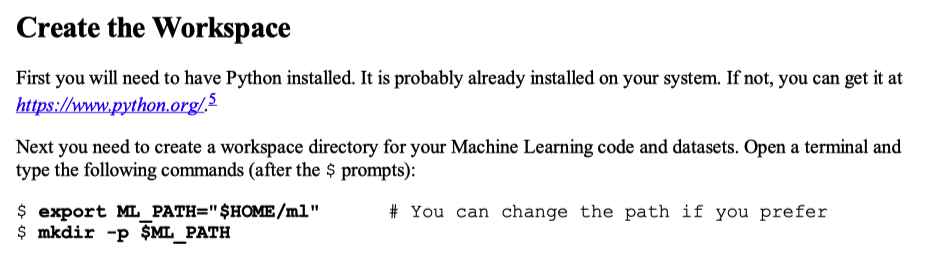 Create the Workspace
First you will need to have Python installed. It is probably already installed on your system. If not, you can get it at
https://www.python.org/.5
Next you need to create a workspace directory for your Machine Learning code and datasets. Open a terminal and
type the following commands (after the $ prompts):
$ export ML_PATH="$HOME/ml"      # You can change the path if you prefer
$ mkdir -p $ML_PATH